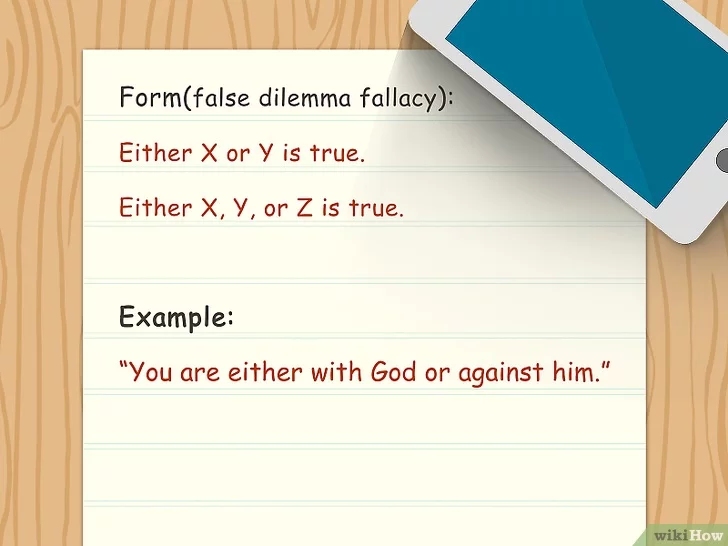 Form(false dilemma fallacy):
Either X or Y is true.
Either X, Y, or Z is true.
Example:
“You are either with God or against him.”
wikiHow